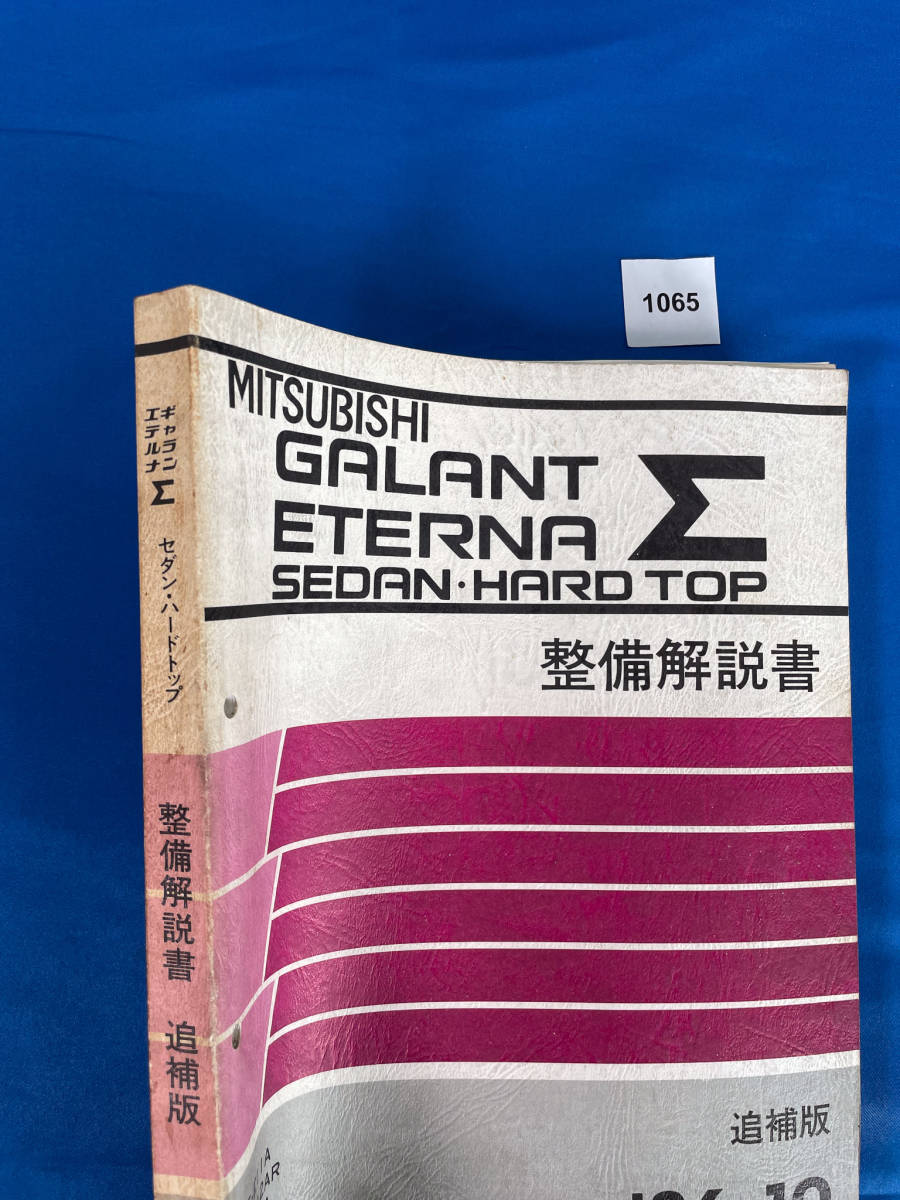 1065
MITSUBISHI
GALANT
ETERNA Σ
SEDAN・HARD TOP
整備解説書
追補版
ギャラン
エテルナ Σ セダン・ハードトップ
整備解説書 追補版